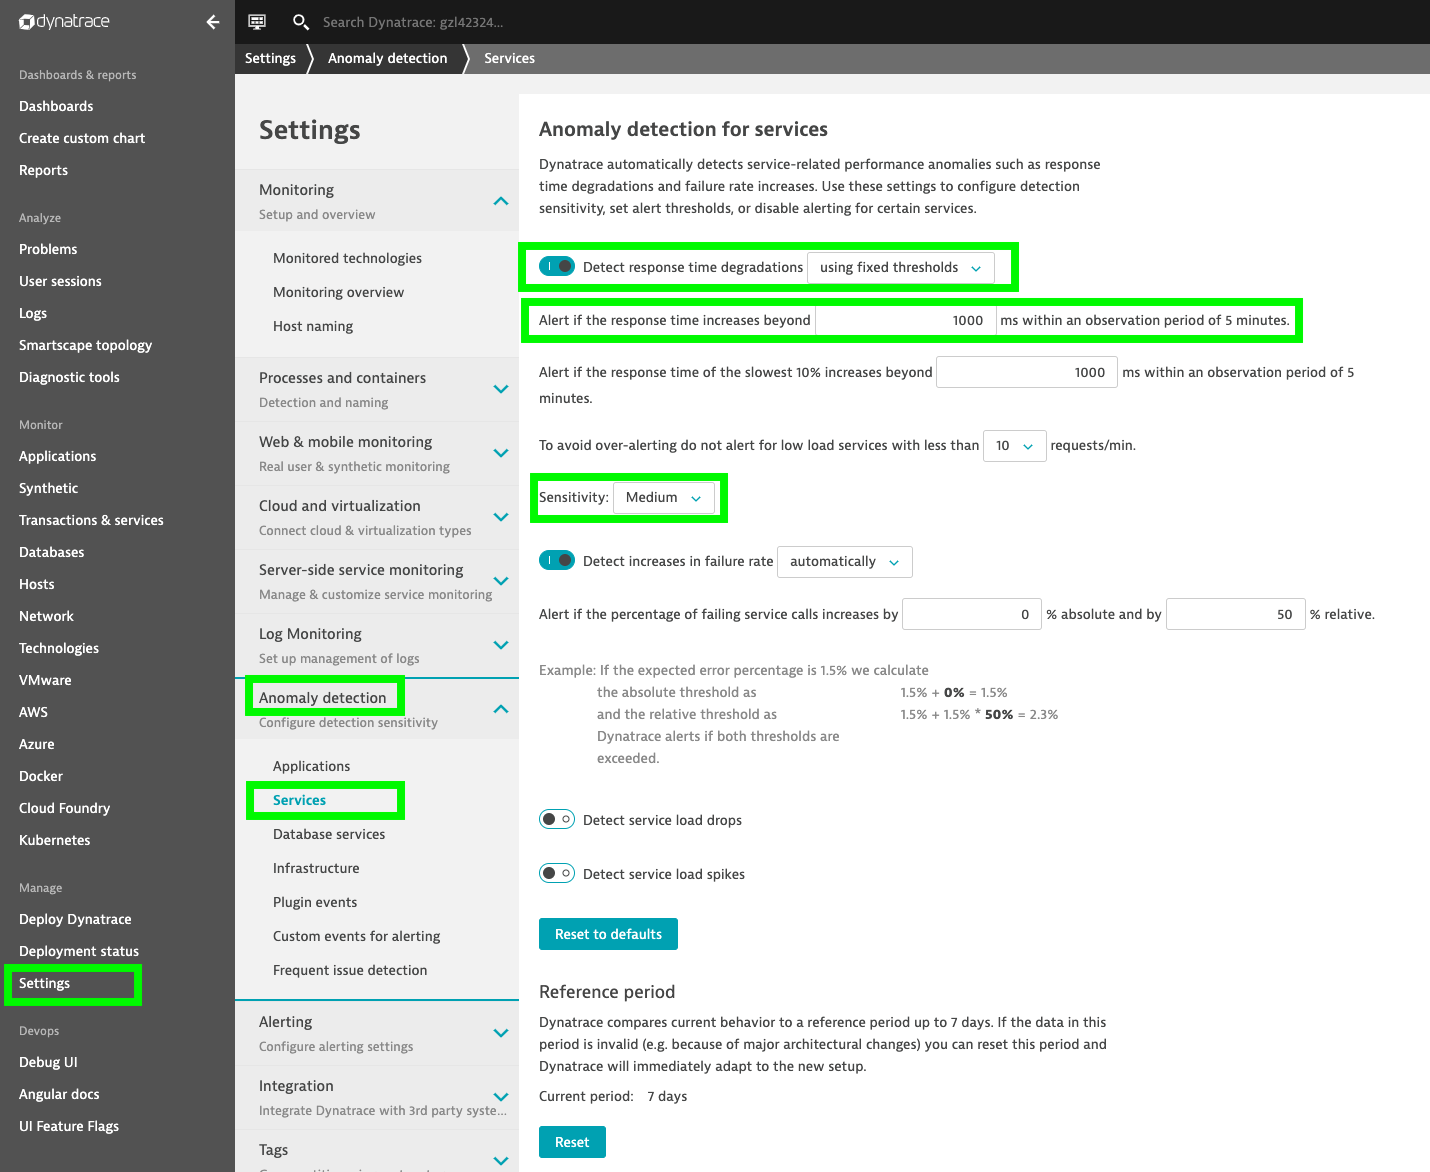 dynatrace
Search Dynatrace: gzl42324...
Settings
Anomaly detection
Services
Dashboards & reports
Dashboards
Create custom chart
Reports
Analyze
Problems
User sessions
Logs
Smartscape topology
Diagnostic tools
Monitor
Applications
Synthetic
Transactions & services
Databases
Hosts
Network
Technologies
VMware
AWS
Azure
Docker
Cloud Foundry
Kubernetes
Manage
Deploy Dynatrace
Deployment status
Settings
Devops
Debug UI
Angular docs
UI Feature Flags
Settings
Monitoring
Setup and overview
Monitored technologies
Monitoring overview
Host naming
Processes and containers
Detection and naming
Web & mobile monitoring
Real user & synthetic monitoring
Cloud and virtualization
Connect cloud & virtualization types
Server-side service monitoring
Manage & customize service monitoring
Log Monitoring
Set up management of logs
Anomaly detection
Configure detection sensitivity
Applications
Services
Database services
Infrastructure
Plugin events
Custom events for alerting
Frequent issue detection
Alerting
Configure alerting settings
Integration
Integrate Dynatrace with 3rd party syste...
Tags
Anomaly detection for services
Dynatrace automatically detects service-related performance anomalies such as response
time degradations and failure rate increases. Use these settings to configure detection
sensitivity, set alert thresholds, or disable alerting for certain services.
Detect response time degradations using fixed thresholds
Alert if the response time increases beyond 1000 ms within an observation period of 5 minutes.
Alert if the response time of the slowest 10% increases beyond 1000 ms within an observation period of 5
minutes.
To avoid over-alerting do not alert for low load services with less than 10 requests/min.
Sensitivity: Medium
Detect increases in failure rate automatically
Alert if the percentage of failing service calls increases by 0 % absolute and by 50 % relative.
Example: If the expected error percentage is 1.5% we calculate
the absolute threshold as 1.5% + 0% = 1.5%
and the relative threshold as 1.5% + 1.5% * 50% = 2.3%
Dynatrace alerts if both thresholds are
exceeded.
Detect service load drops
Detect service load spikes
Reset to defaults
Reference period
Dynatrace compares current behavior to a reference period up to 7 days. If the data in this
period is invalid (e.g. because of major architectural changes) you can reset this period and
Dynatrace will immediately adapt to the new setup.
Current period: 7 days
Reset